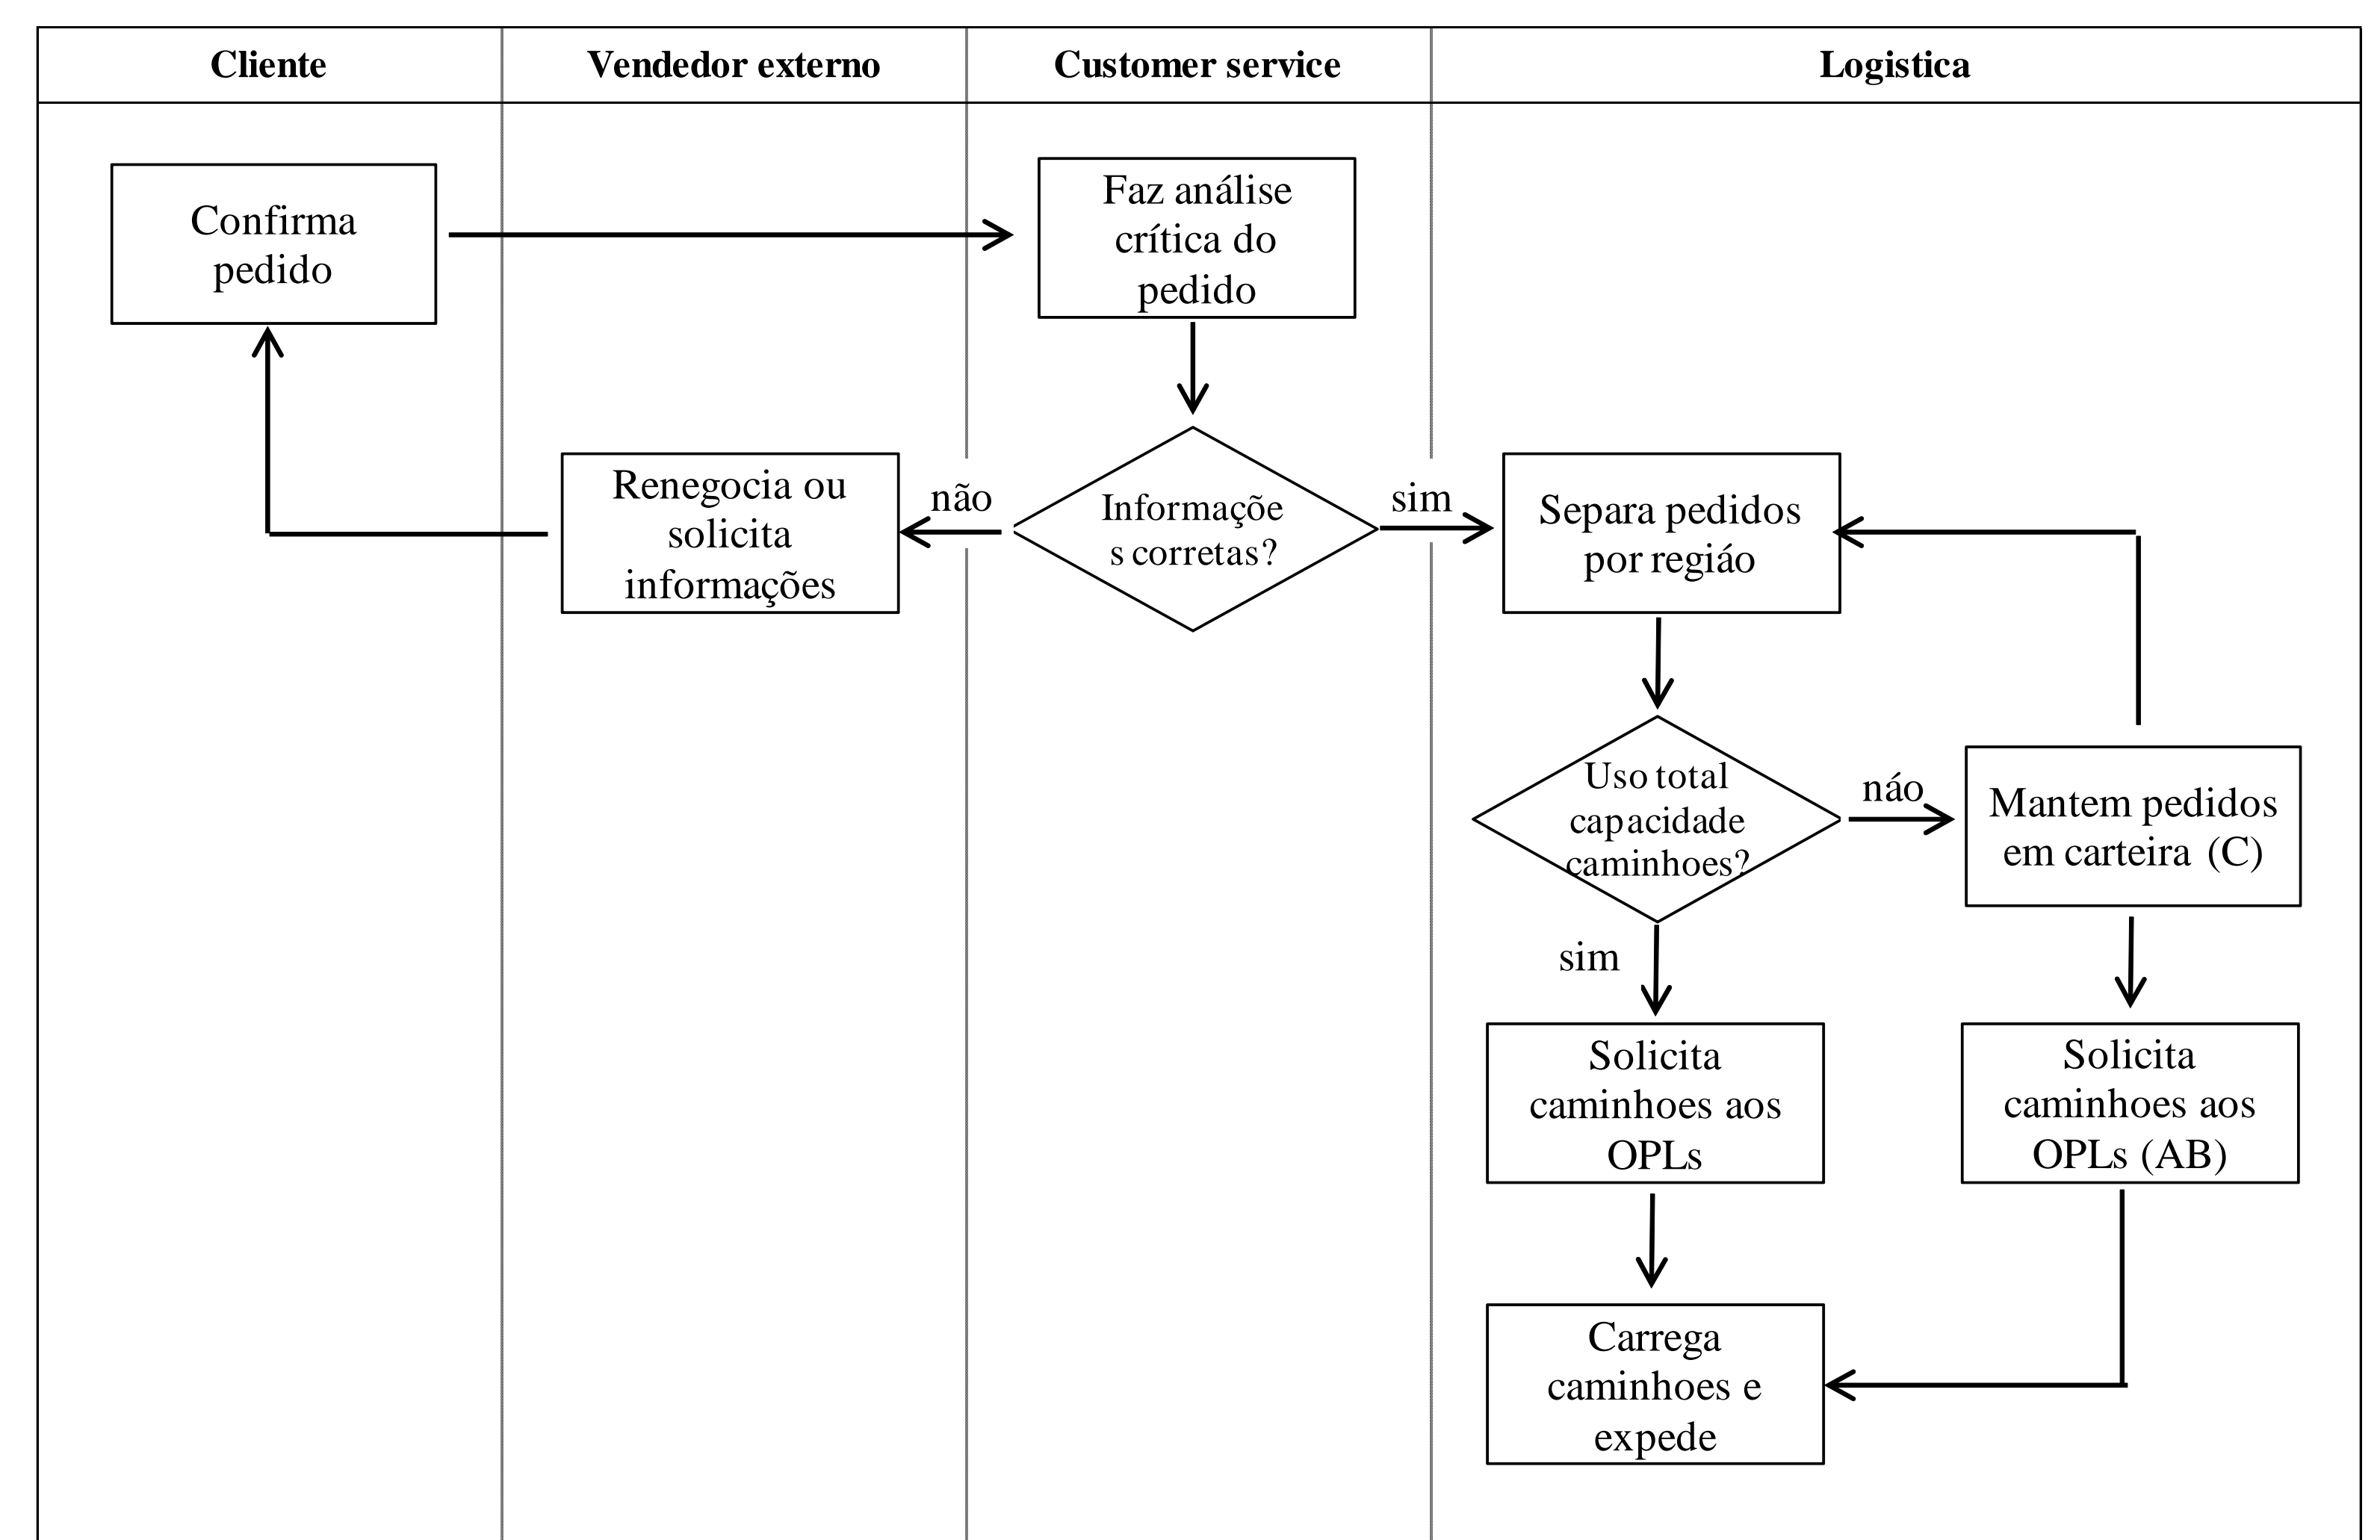 Cliente
Vendedor externo
Customer service
Logistica
Confirma
pedido
Faz análise
crítica do
pedido
Renegocia ou
solicita
informações
não
Informaçõe
s corretas?
sim
Separa pedidos
por regiáo
Uso total
capacidade
caminhoes?
náo
Mantem pedidos
em carteira (C)
sim
Solicita
caminhoes aos
OPLs
Solicita
caminhoes aos
OPLs (AB)
Carrega
caminhoes e
expede